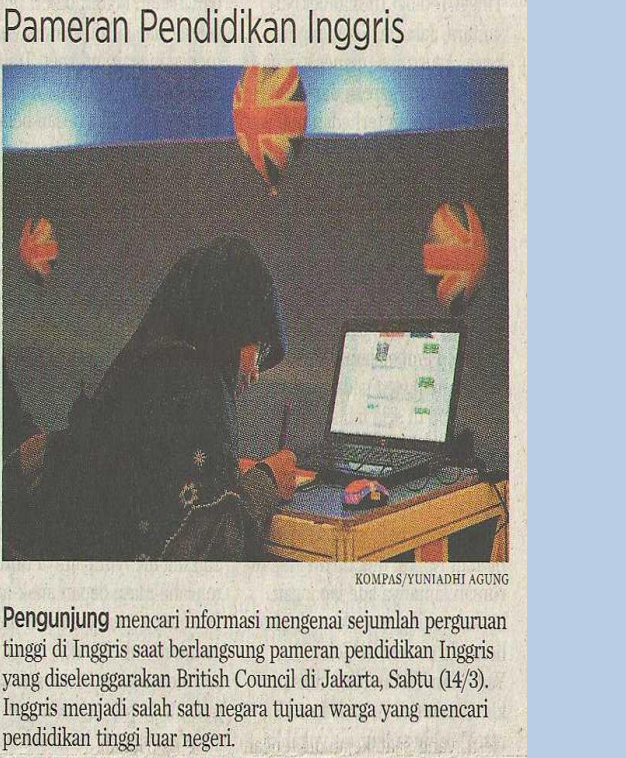 Pameran Pendidikan Inggris
KOMPAS/YUNIADHI AGUNG
Pengunjung mencari informasi mengenai sejumlah perguruan
tinggi di Inggris saat berlangsung pameran pendidikan Inggris
yang diselenggarakan British Council di Jakarta, Sabtu (14/3).
Inggris menjadi salah satu negara tujuan warga yang mencari
pendidikan tinggi luar negeri.